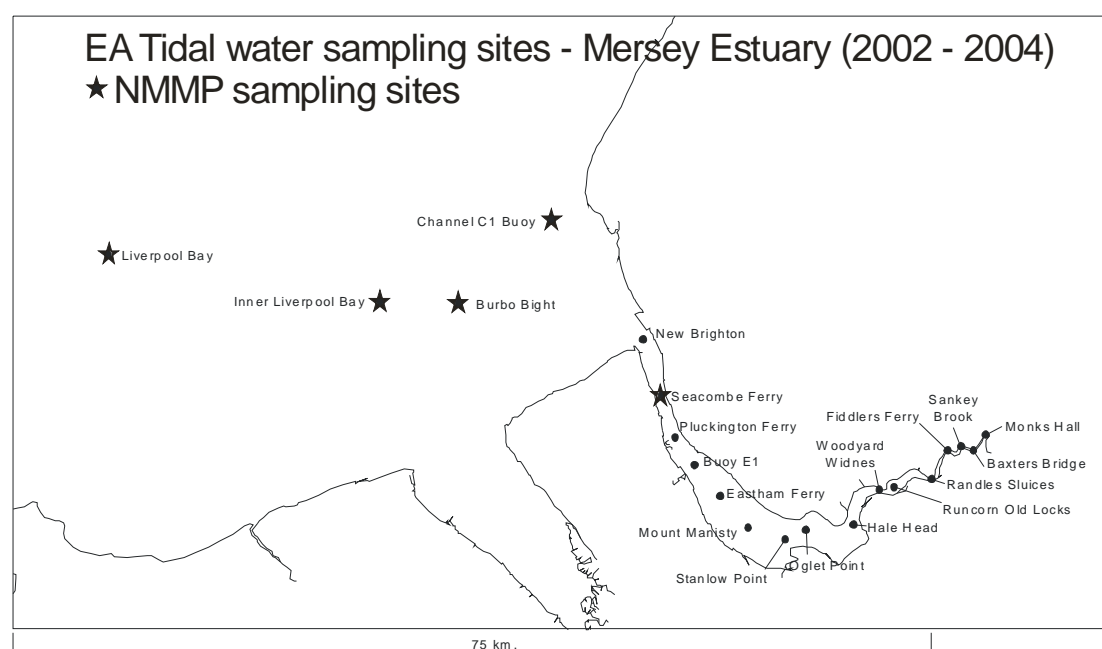 EA Tidal water sampling sites - Mersey Estuary (2002 - 2004)
NMMP sampling sites
Channel C1 Buoy
Liverpool Bay
Inner Liverpool Bay
Burbo Bight
New Brighton
Seacombe Ferry
Pluckington Ferry
Buoy E1
Eastham Ferry
Mount Manisty
Stanlow Point
Oglet Point
Hale Head
Woodyard
Widnes
Fiddlers Ferry
Sankey
Brook
Monks Hall
Baxters Bridge
Randles Sluices
Runcorn Old Locks
75 km.